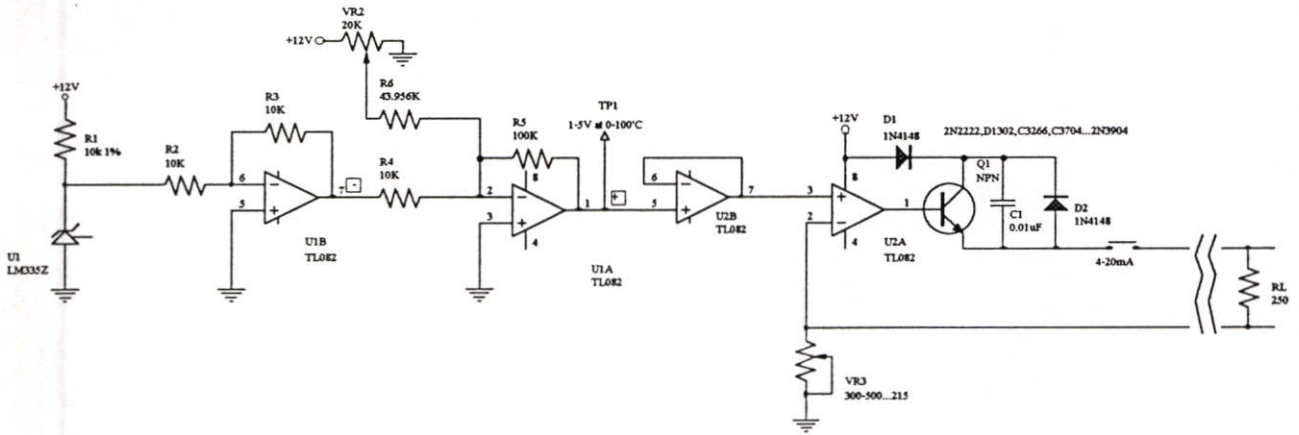 VR2
20K
+12V
+12V
R3
10K
R6
43.956K
TP1
1-5V at 0-100°C
R5
100K
+12V
D1
1N4148
2N2222,D1302,C3266,C3704...2N3904
Q1
NPN
R1
10k 1%
R2
10K
R4
10K
6
5
7
-
8
2
3
1
+
4
6
5
7
8
3
2
1
4
C1
0.01uF
D2
1N4148
U1
LM335Z
U1B
TL082
U1A
TL082
U2B
TL082
U2A
TL082
4-20mA
RL
250
VR3
300-500...215